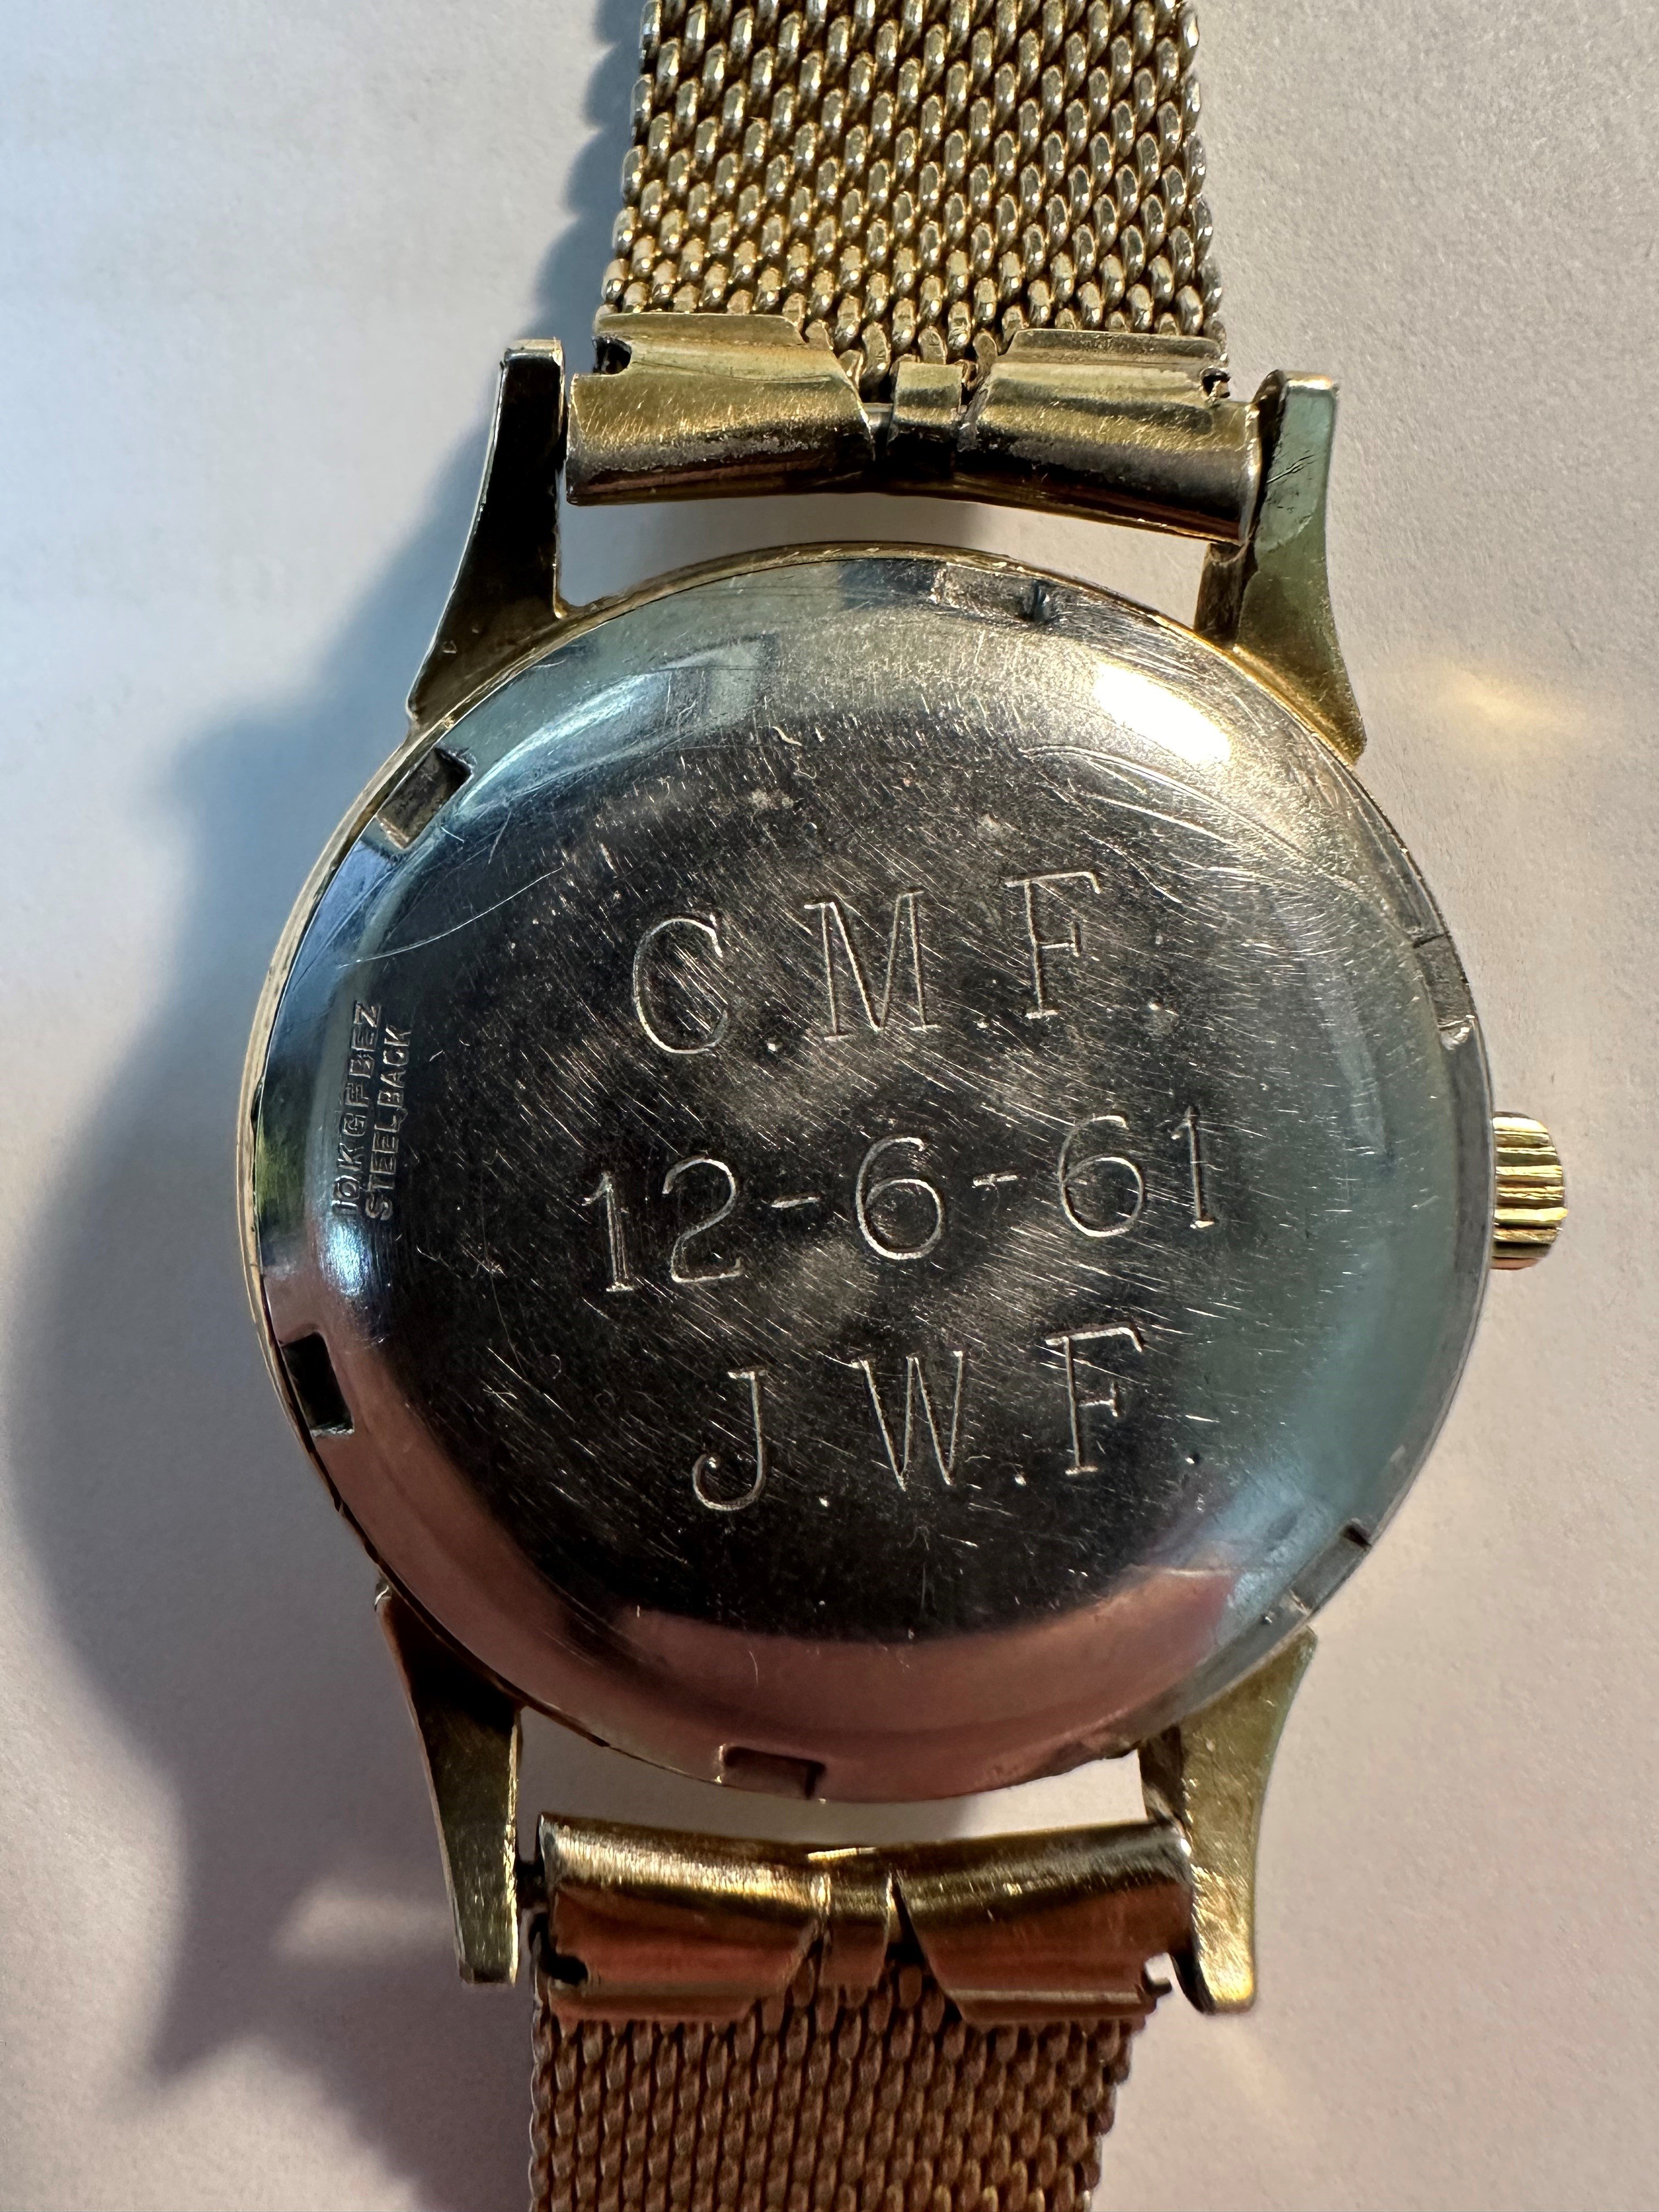 C.M.F.
12-6-61
J.W.F.
10K GF BEZ
STEEL BACK